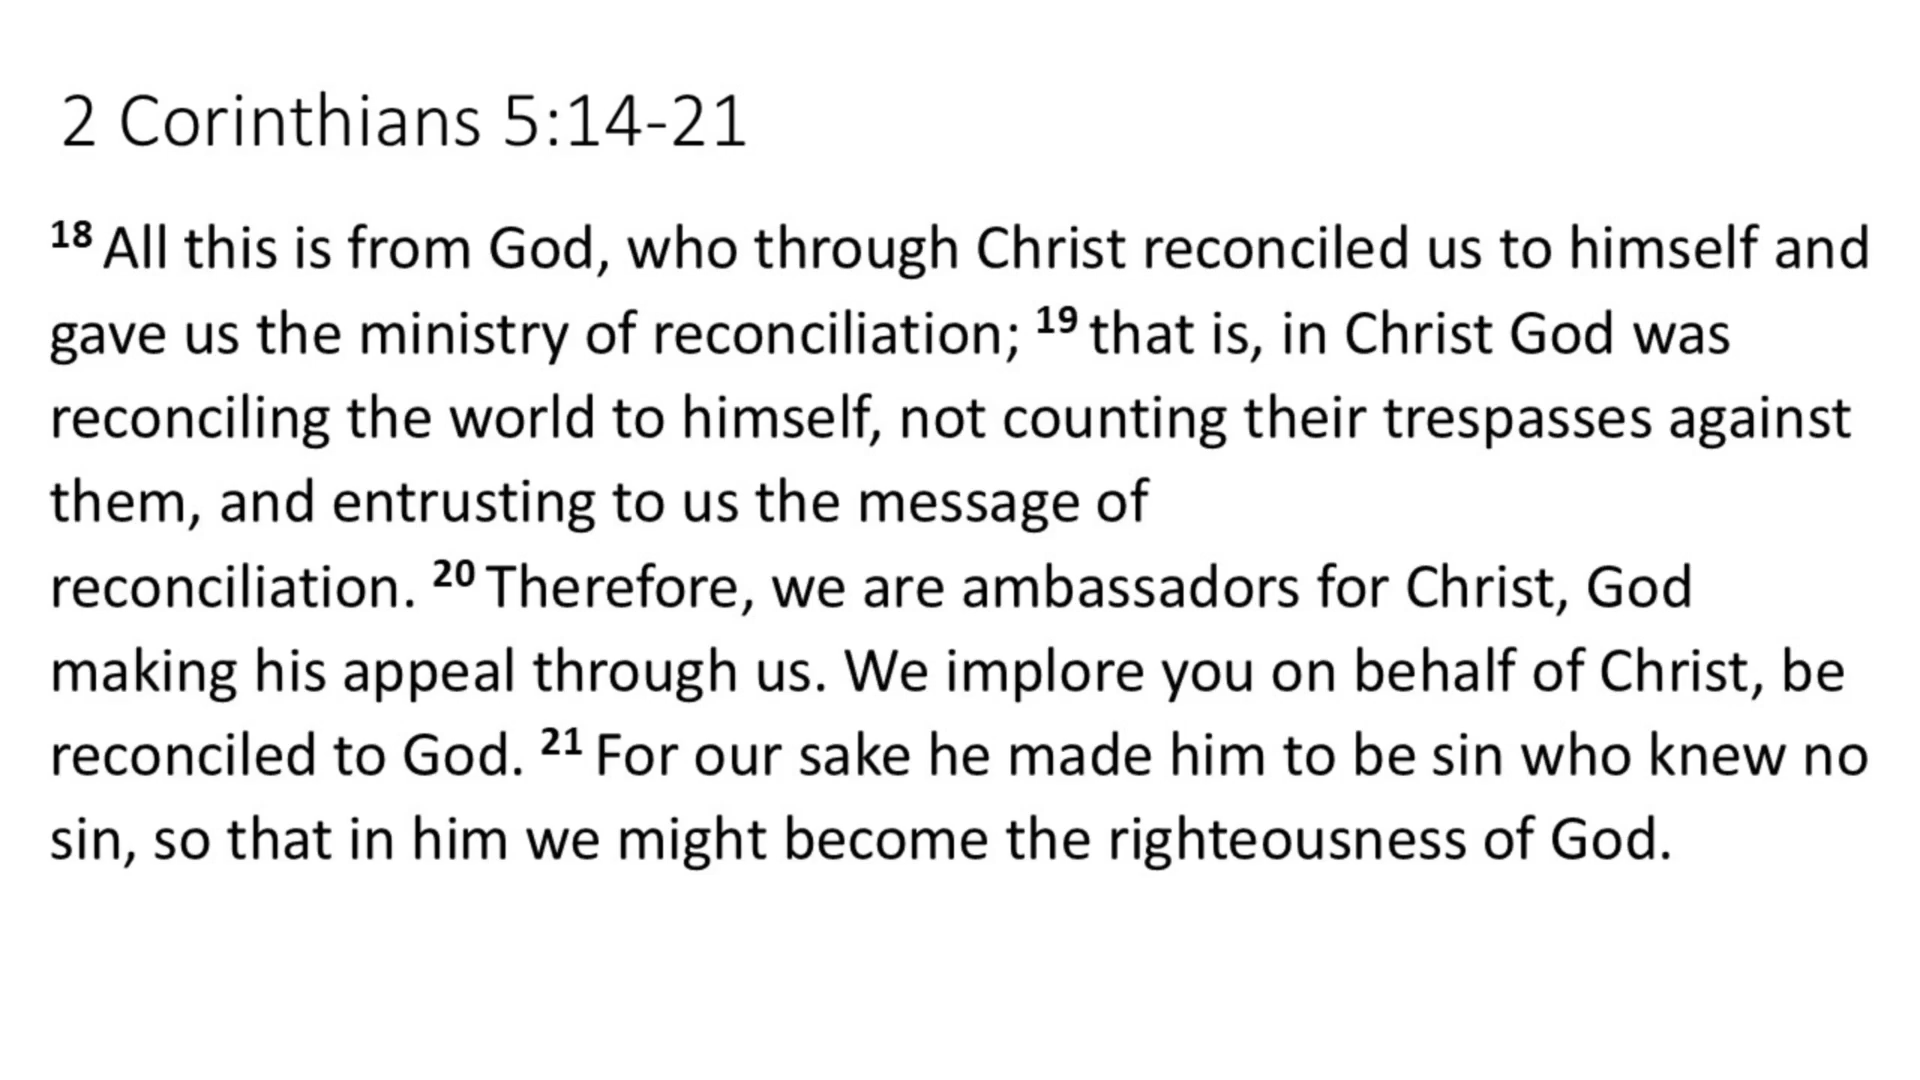 2 Corinthians 5:14-21
18 All this is from God, who through Christ reconciled us to himself and
gave us the ministry of reconciliation; 19 that is, in Christ God was
reconciling the world to himself, not counting their trespasses against
them, and entrusting to us the message of
reconciliation. 20 Therefore, we are ambassadors for Christ, God
making his appeal through us. We implore you on behalf of Christ, be
reconciled to God. 21 For our sake he made him to be sin who knew no
sin, so that in him we might become the righteousness of God.